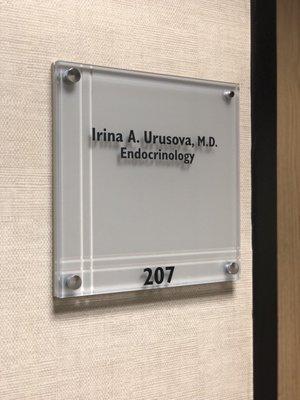 Irina A. Urusova, M.D.
Endocrinology
207